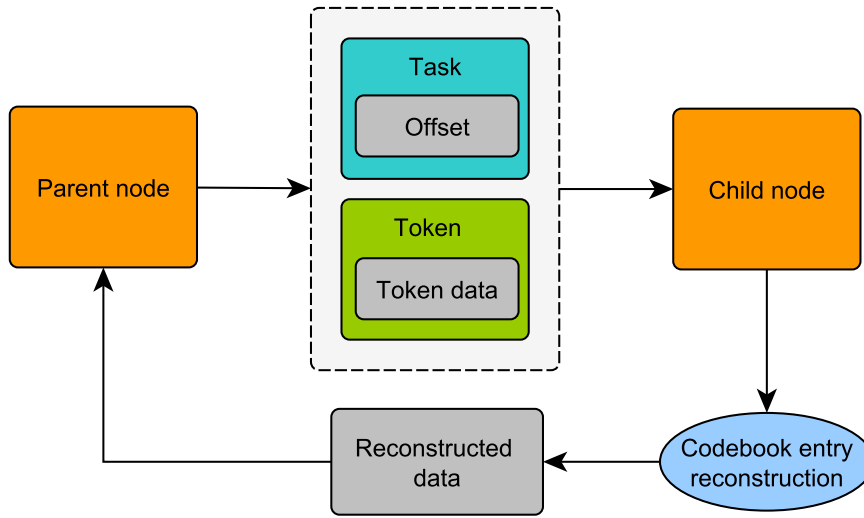 Task
Offset
Parent node
Child node
Token
Token data
Reconstructed
data
Codebook entry
reconstruction